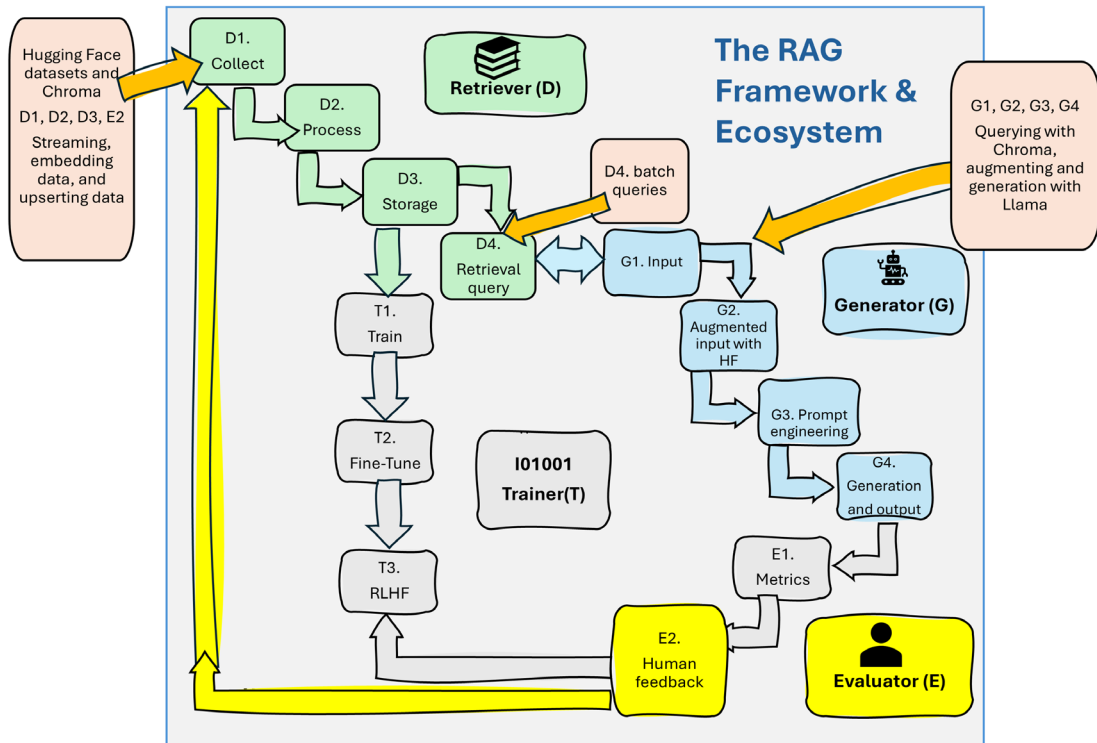 Hugging Face
datasets and
Chroma
D1, D2, D3, E2
Streaming,
embedding
data, and
upserting data
D1.
Collect
D2.
Process
D3.
Storage
D4.
Retrieval
query
Retriever (D)
The RAG
Framework &
Ecosystem
D4. batch
queries
G1, G2, G3, G4
Querying with
Chroma,
augmenting and
generation with
Llama
G1. Input
G2.
Augmented
input with
HF
G3. Prompt
engineering
G4.
Generation
and output
Generator (G)
T1.
Train
T2.
Fine-Tune
T3.
RLHF
I01001
Trainer(T)
E1.
Metrics
E2.
Human
feedback
Evaluator (E)